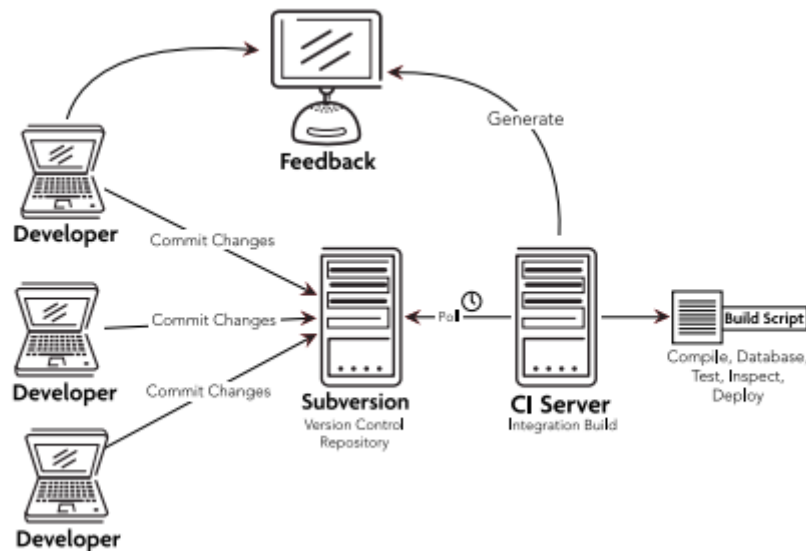 Generate
Feedback
Developer
Commit Changes
Commit Changes
Poll
Build Script
Developer
Compile, Database,
Test, Inspect,
Deploy
Commit Changes
Subversion
Version Control
Repository
CI Server
Integration Build
Developer